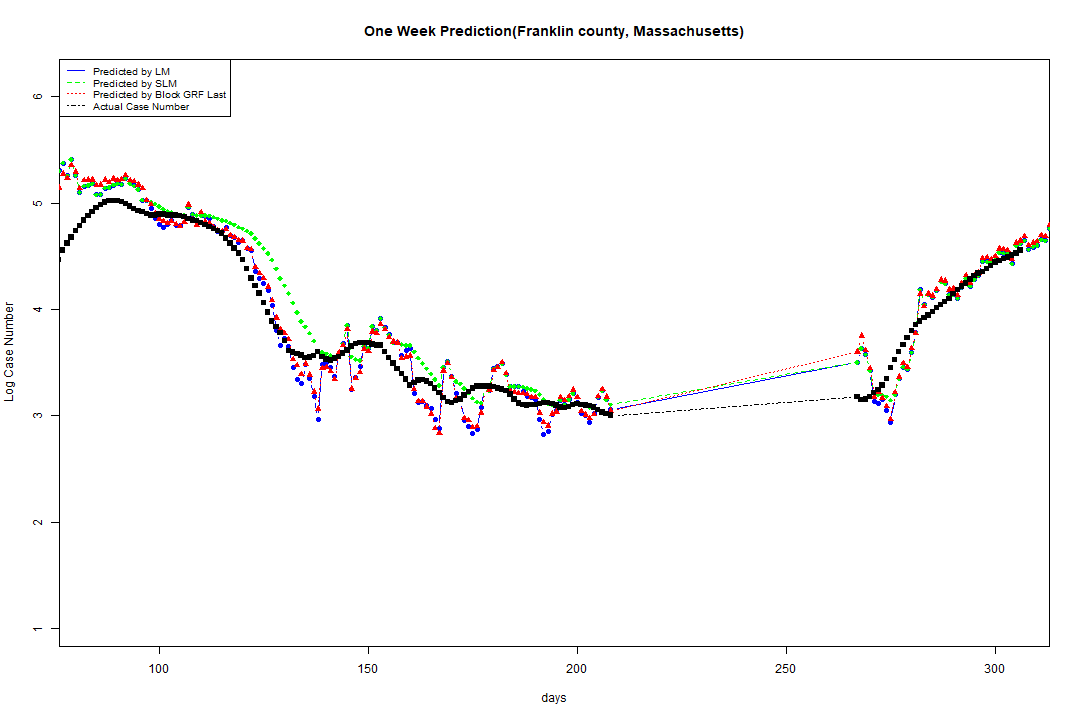 One Week Prediction(Franklin county, Massachusetts)
Predicted by LM
Predicted by SLM
Predicted by Block GRF Last
Actual Case Number
6
5
4
3
2
1
Log Case Number
100 150 200 250 300
days